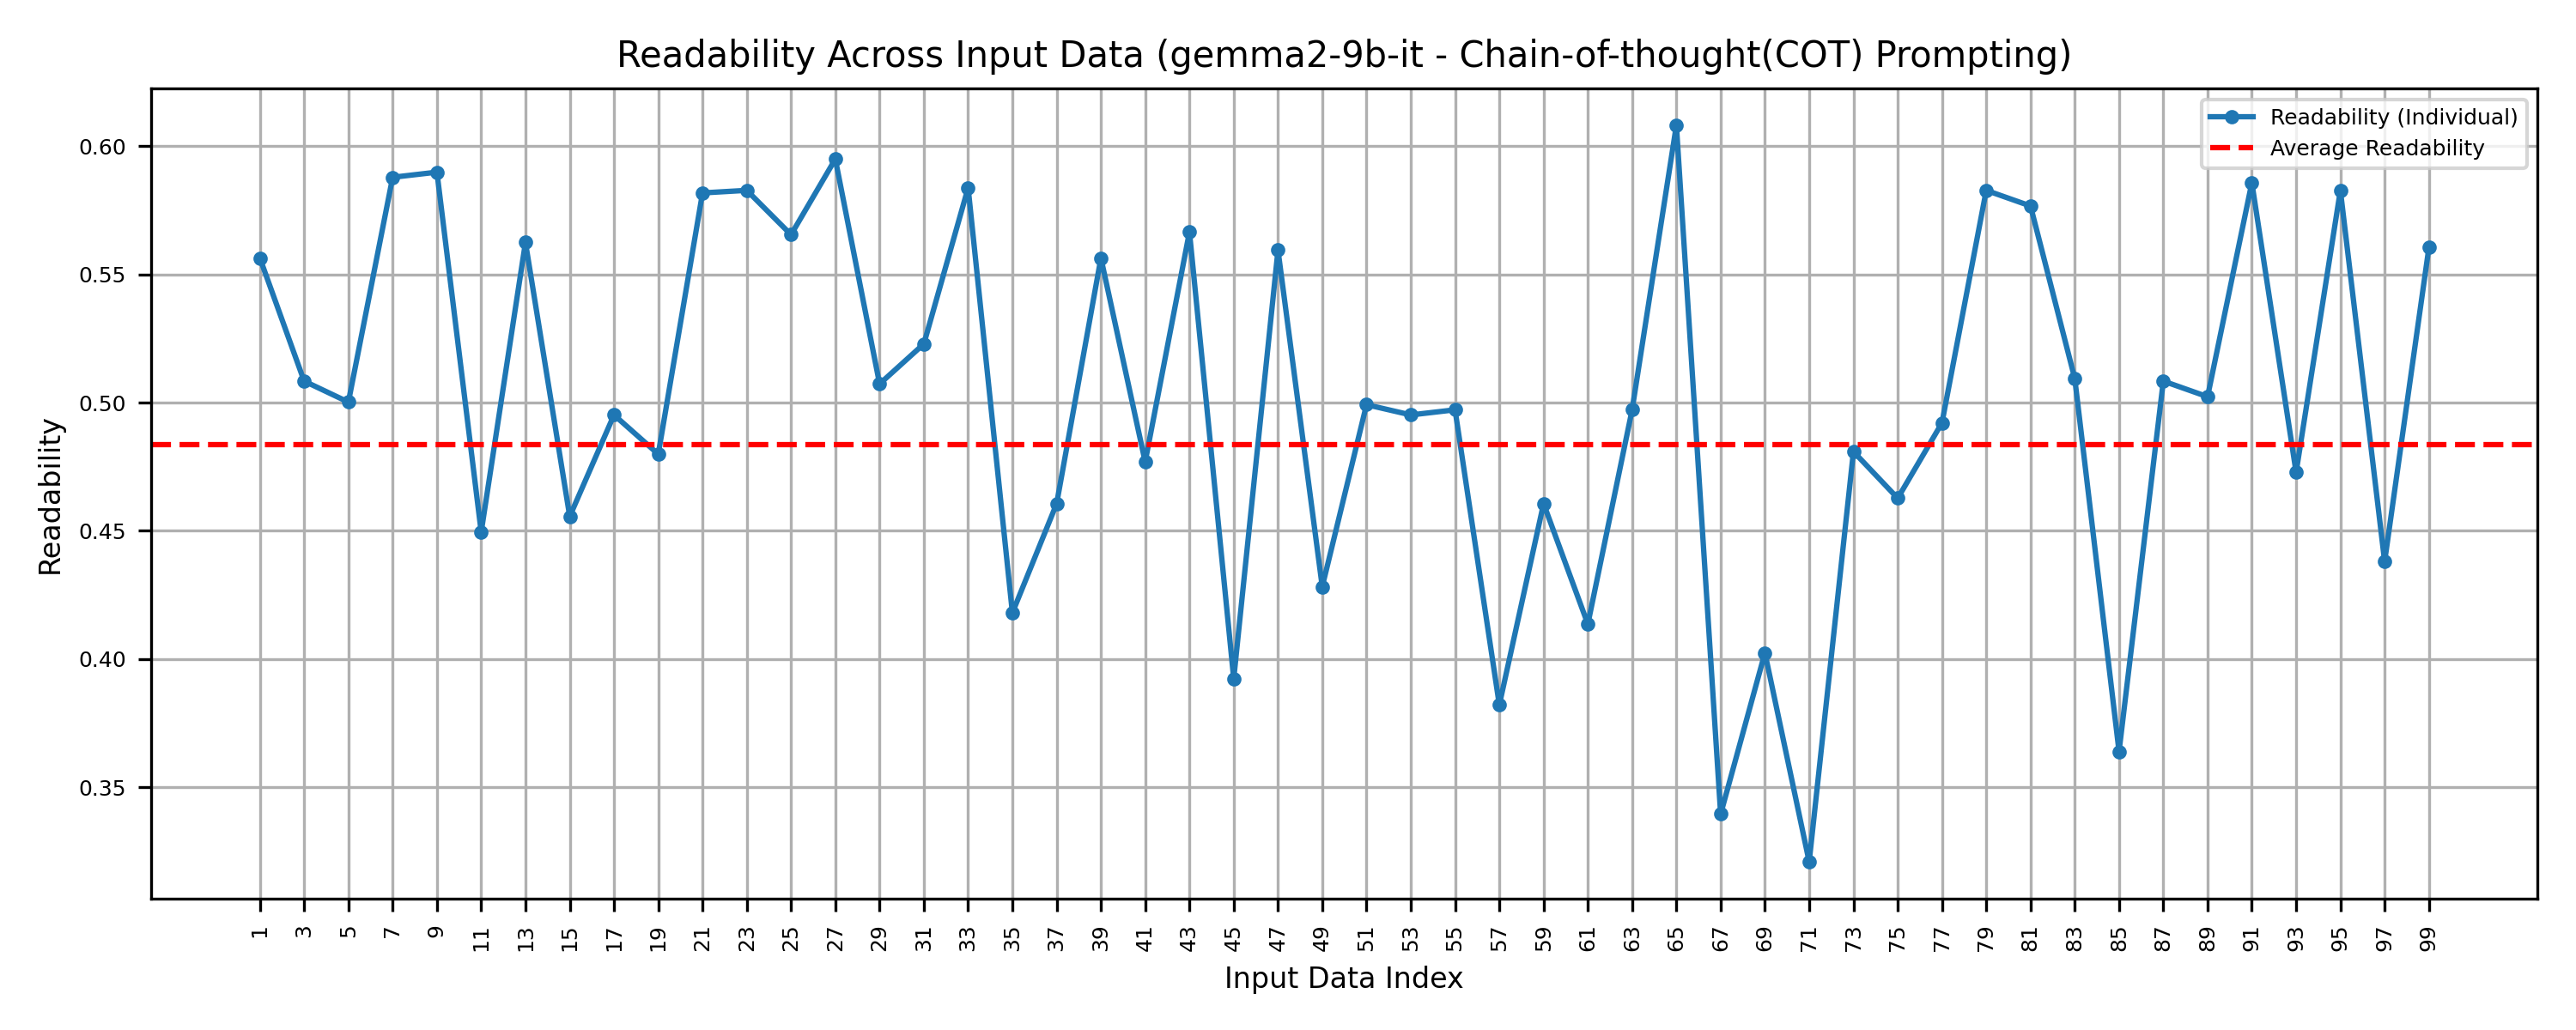 Readability Across Input Data (gemma2-9b-it - Chain-of-thought(COT) Prompting)
Readability (Individual)
Average Readability
0.60
0.55
0.50
0.45
0.40
0.35
Readability
1 3 5 7 9 11 13 15 17 19 21 23 25 27 29 31 33 35 37 39 41 43 45 47 49 51 53 55 57 59 61 63 65 67 69 71 73 75 77 79 81 83 85 87 89 91 93 95 97 99
Input Data Index